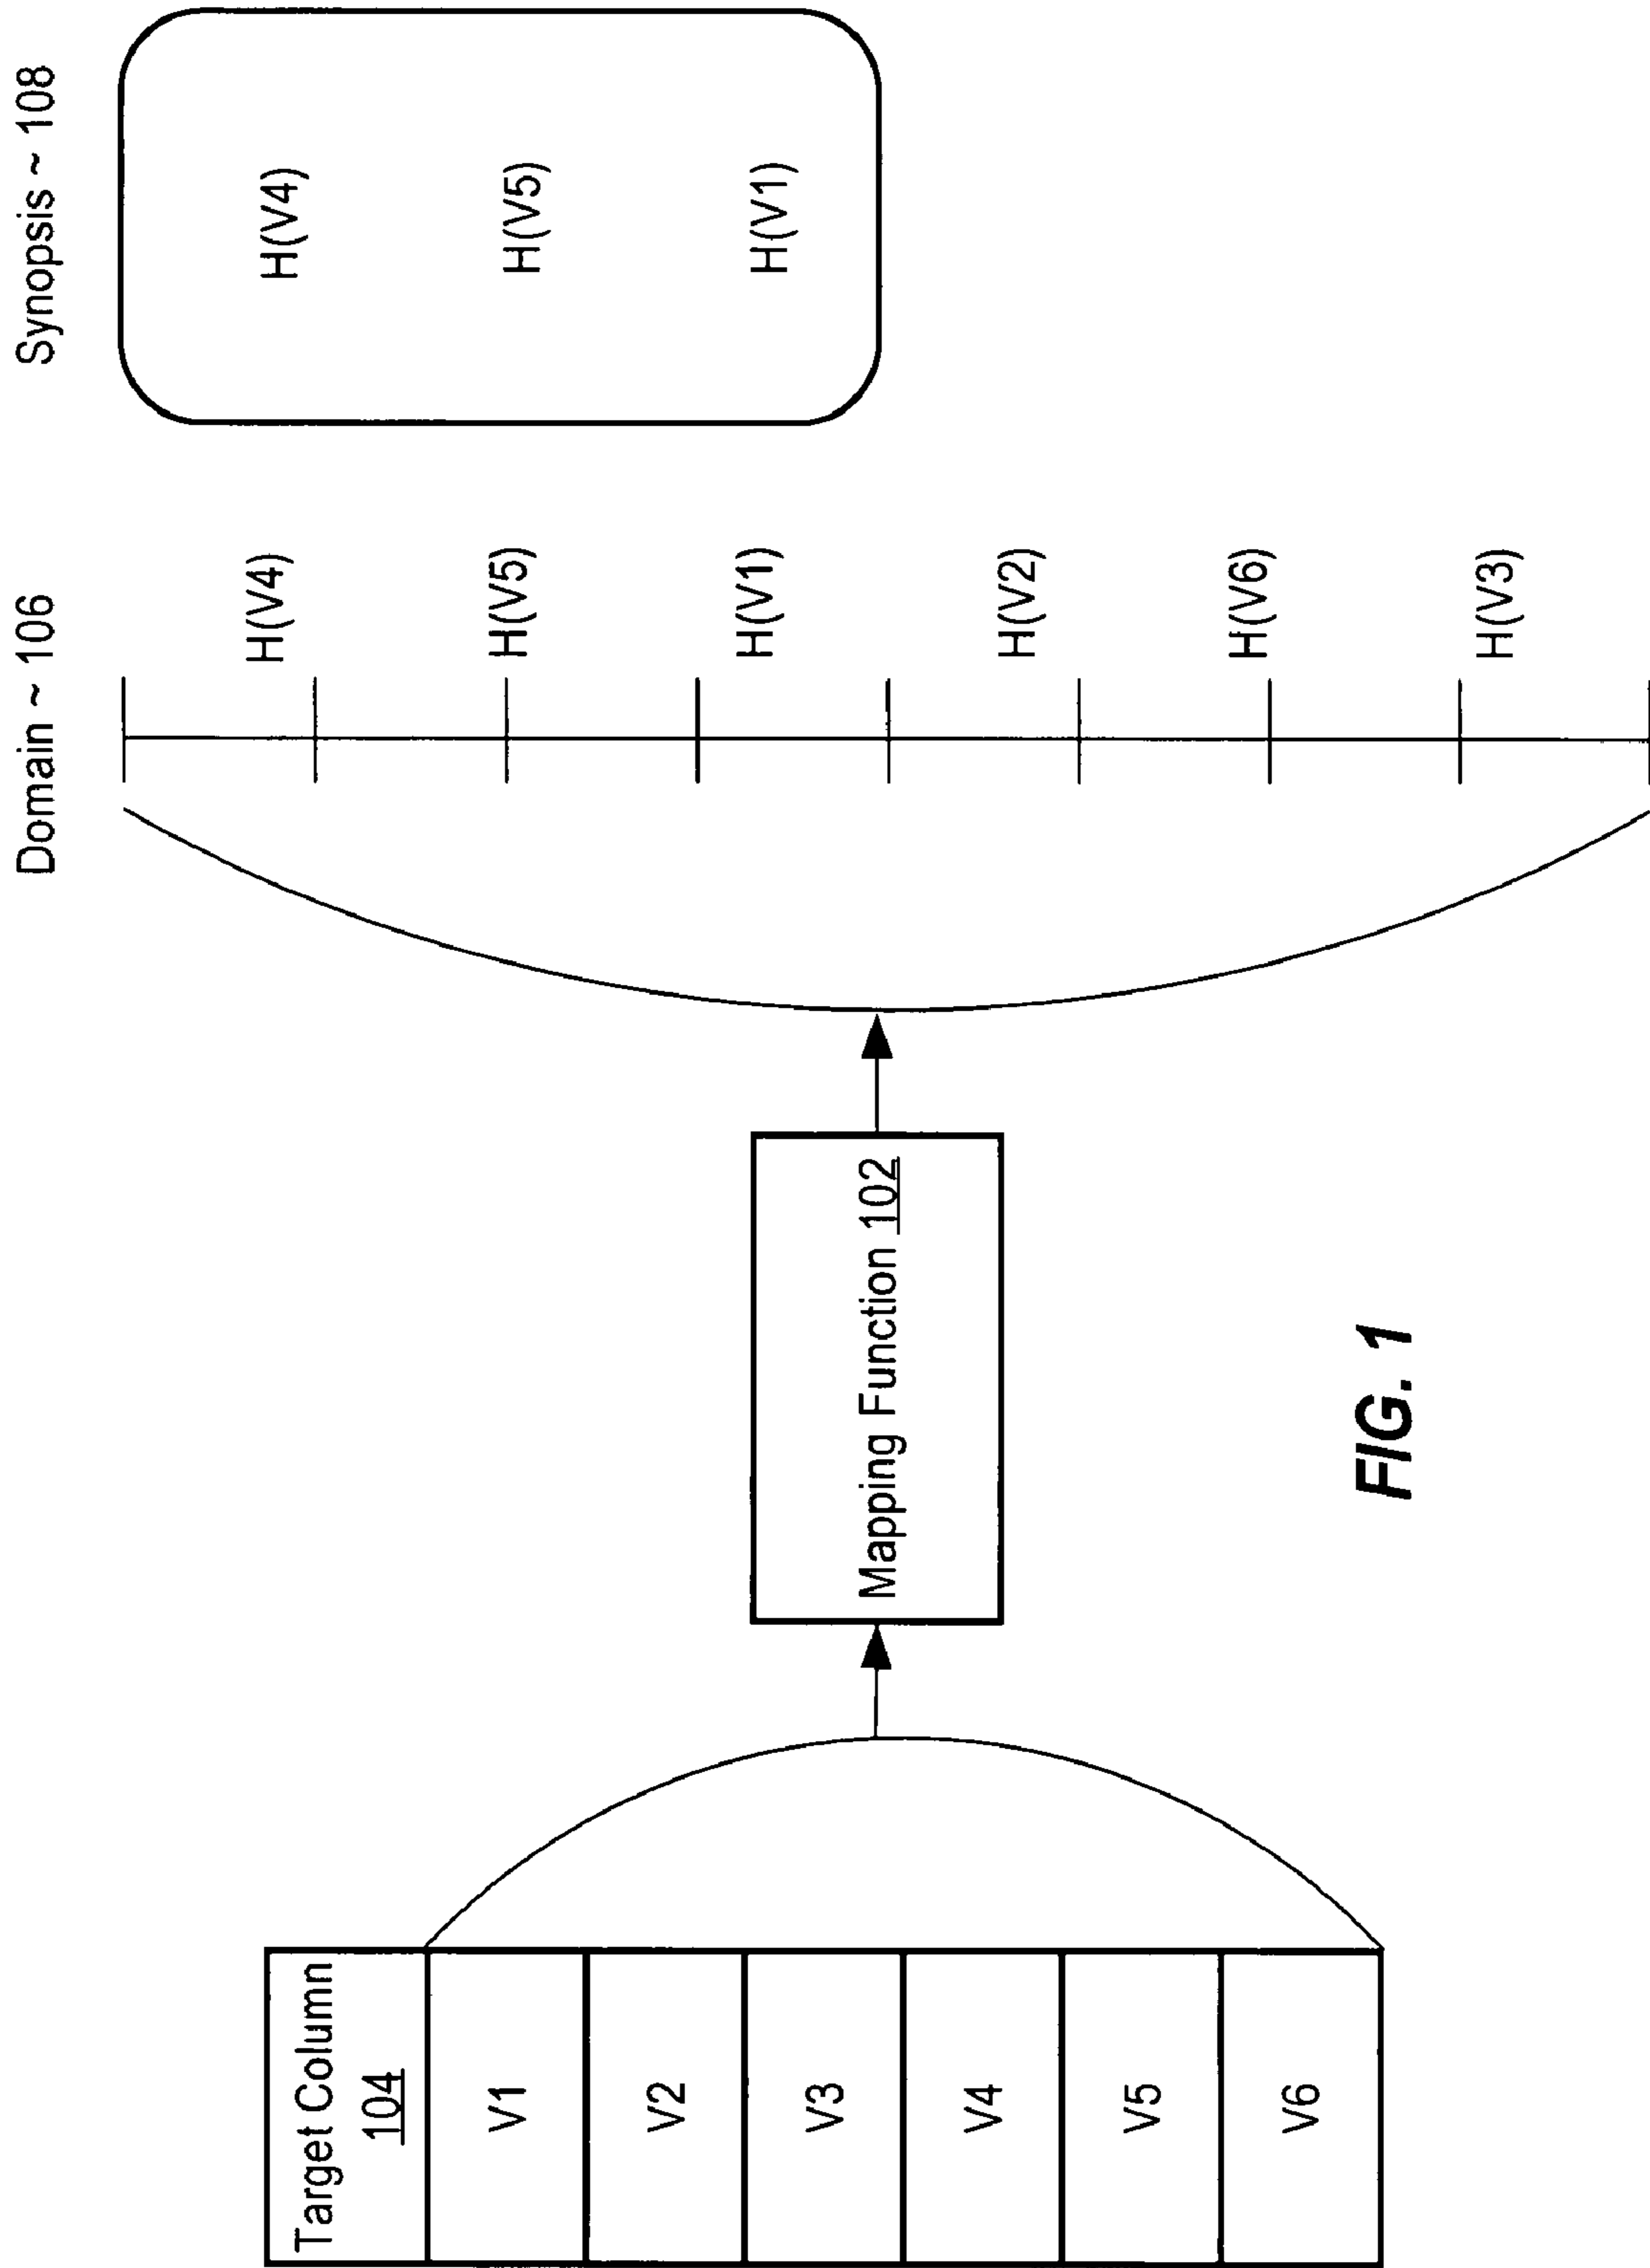 Target Column
104
V1
V2
V3
V4
V5
V6
Mapping Function 102
Domain ~ 106
H(V4)
H(V5)
H(V1)
H(V2)
H(V6)
H(V3)
Synopsis ~ 108
H(V4)
H(V5)
H(V1)
FIG. 1